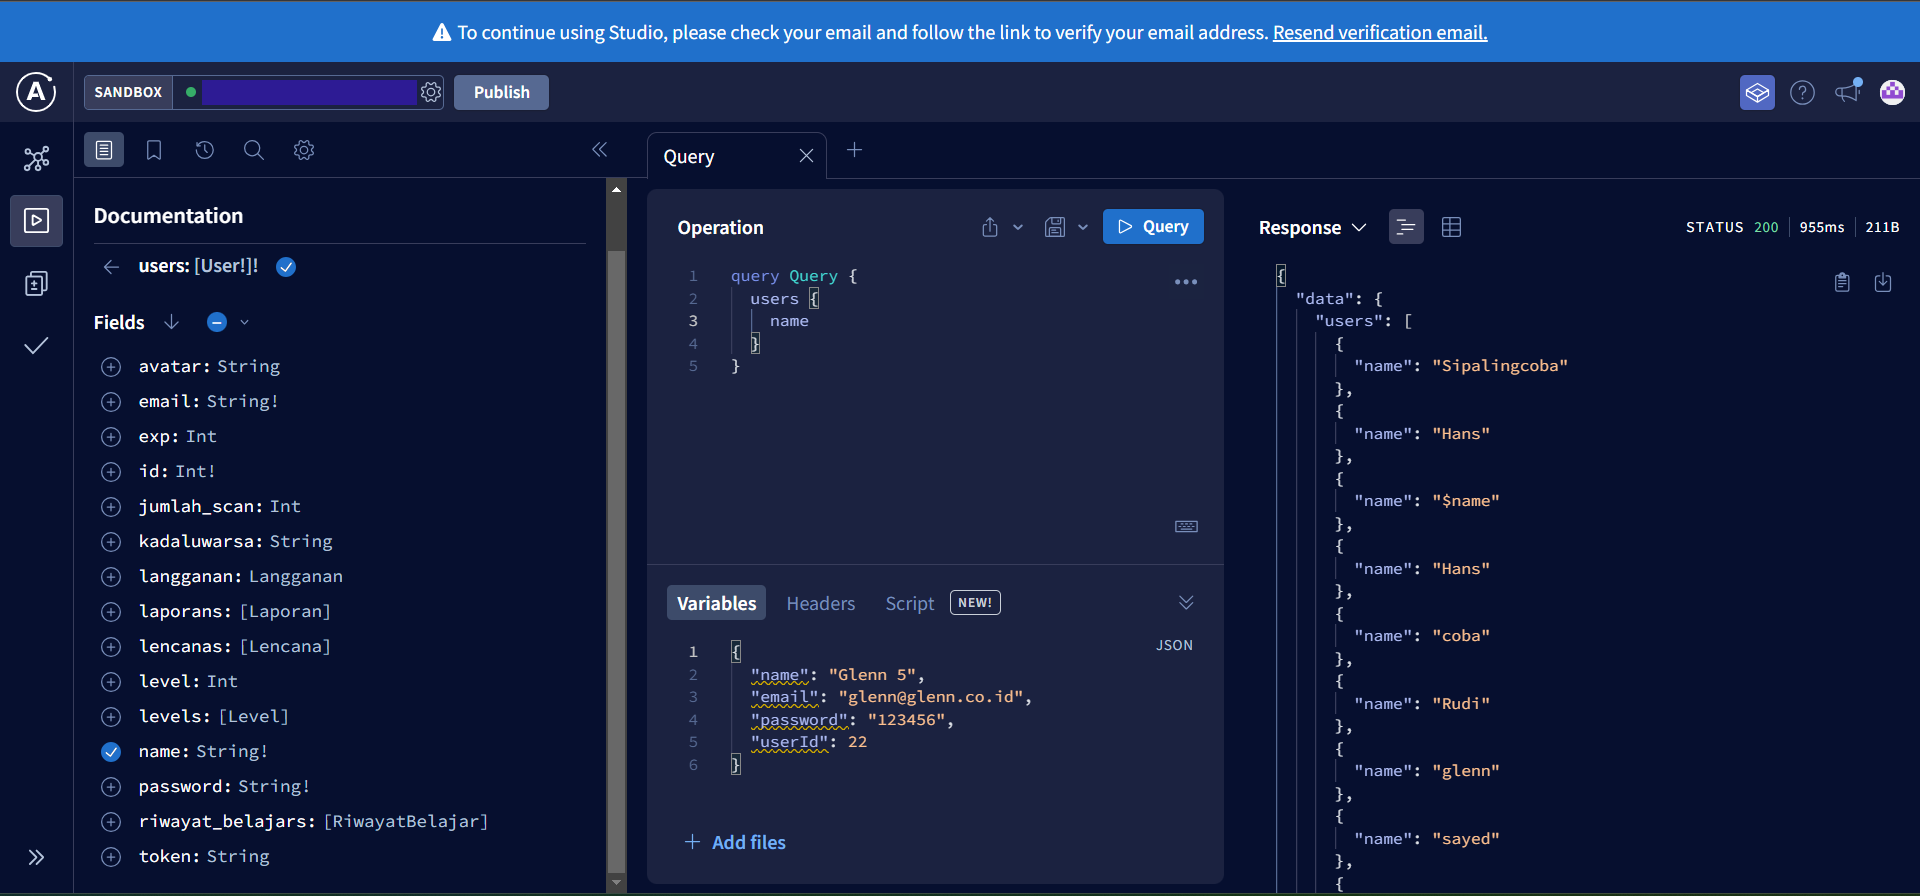 To continue using Studio, please check your email and follow the link to verify your email address. Resend verification email.
SANDBOX
Publish
Documentation
users: [User!]!
Fields
avatar: String
email: String!
exp: Int
id: Int!
jumlah_scan: Int
kadaluwarsa: String
langganan: Langganan
laporans: [Laporan]
lencanas: [Lencana]
level: Int
levels: [Level]
name: String!
password: String!
riwayat_belajars: [RiwayatBelajar]
token: String
Query
Operation
Query
1 query Query {
2 users {
3 name
4 }
5 }
Variables Headers Script NEW!
JSON
1 {
2 "name": "Glenn 5",
3 "email": "glenn@glenn.co.id",
4 "password": "123456",
5 "userId": 22
6 }
+ Add files
Response
STATUS 200 955ms 211B
{
"data": {
"users": [
{
"name": "Sipalingcoba"
},
{
"name": "Hans"
},
{
"name": "$name"
},
{
"name": "Hans"
},
{
"name": "coba"
},
{
"name": "Rudi"
},
{
"name": "glenn"
},
{
"name": "sayed"
},
{